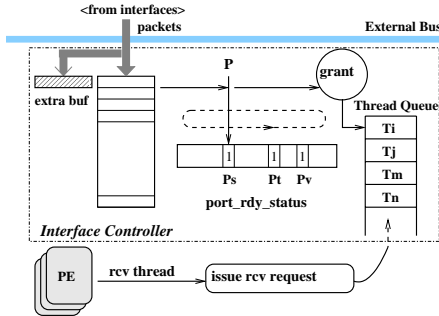 <from interfaces>
packets
External Bus
P
grant
extra buf
Thread Queue
Ti
1 1 1
Tj
Tm
Ps Pt Pv
Tn
port_rdy_status
Interface Controller
PE
rcv thread
issue rcv request